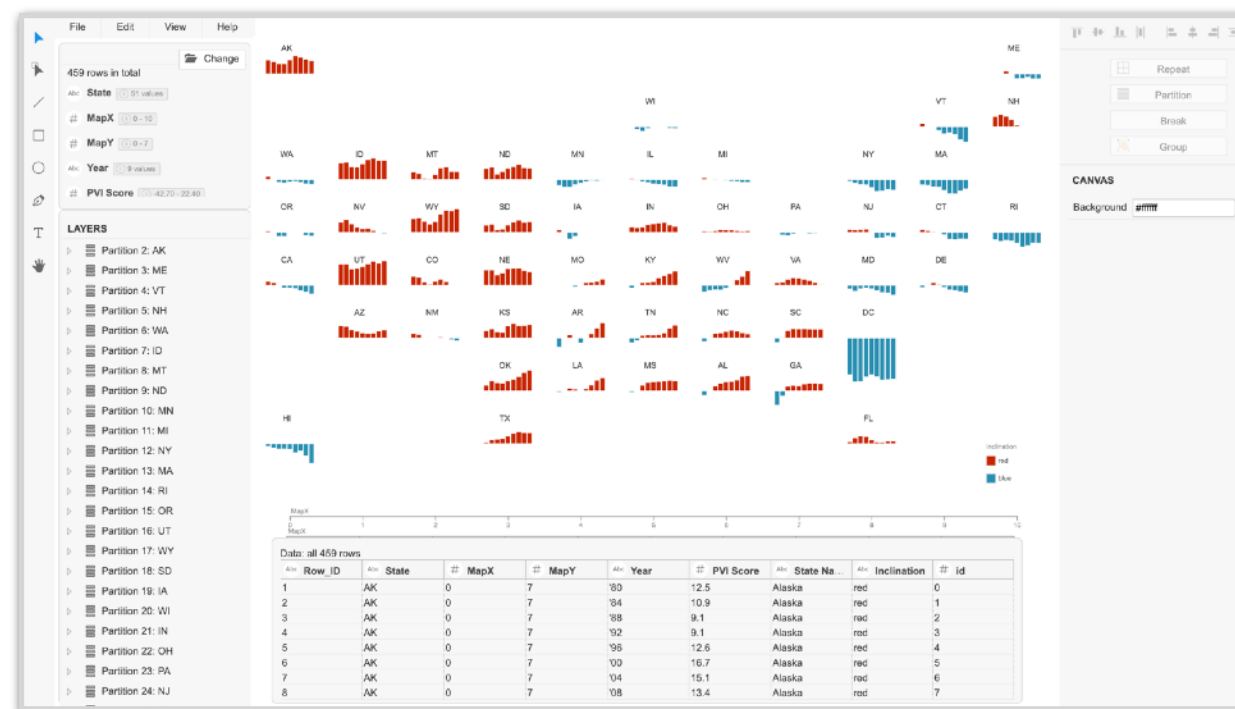 File Edit View Help
Change
459 rows in total
Abc State 51 values
# MapX 0 - 10
# MapY 0 - 7
Abc Year 9 values
# PVI Score -42.70 - 22.40
LAYERS
Partition 2: AK
Partition 3: ME
Partition 4: VT
Partition 5: NH
Partition 6: WA
Partition 7: ID
Partition 8: MT
Partition 9: ND
Partition 10: MN
Partition 11: MI
Partition 12: NY
Partition 13: MA
Partition 14: RI
Partition 15: OR
Partition 16: UT
Partition 17: WY
Partition 18: SD
Partition 19: IA
Partition 20: WI
Partition 21: IN
Partition 22: OH
Partition 23: PA
Partition 24: NJ
AK ME
WI VT NH
WA ID MT ND MN IL MI NY MA
OR NV WY SD IA IN OH PA NJ CT RI
CA UT CO NE MO KY WV VA MD DE
AZ NM KS AR TN NC SC DC
OK LA MS AL GA
HI TX FL
Inclination
red
blue
MapX
0 1 2 3 4 5 6 7 8 9 10
MapX
Data: all 459 rows
Abc Row_ID Abc State # MapX # MapY Abc Year # PVI Score Abc State Na... Abc Inclination # id
1 AK 0 7 '80 12.5 Alaska red 0
2 AK 0 7 '84 10.9 Alaska red 1
3 AK 0 7 '88 9.1 Alaska red 2
4 AK 0 7 '92 9.1 Alaska red 3
5 AK 0 7 '96 12.6 Alaska red 4
6 AK 0 7 '00 16.7 Alaska red 5
7 AK 0 7 '04 15.1 Alaska red 6
8 AK 0 7 '08 13.4 Alaska red 7
Repeat
Partition
Break
Group
CANVAS
Background #ffffff